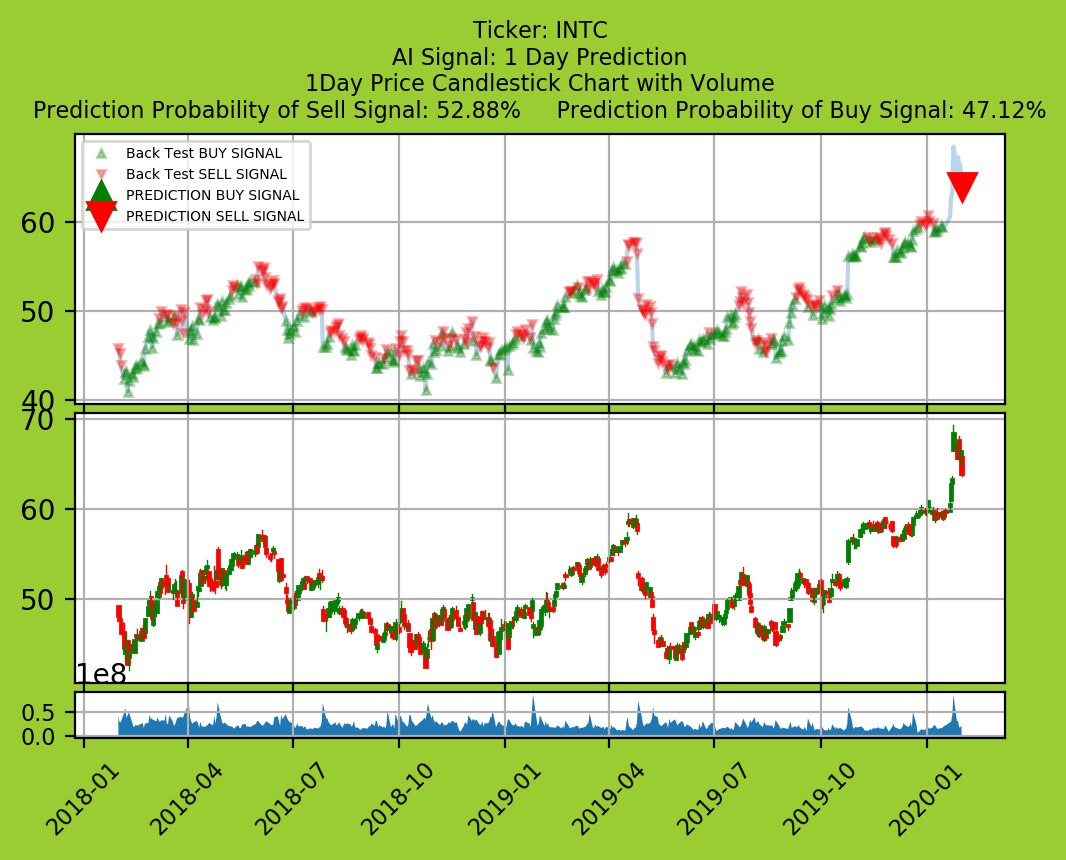 Ticker: INTC
AI Signal: 1 Day Prediction
1Day Price Candlestick Chart with Volume
Prediction Probability of Sell Signal: 52.88%     Prediction Probability of Buy Signal: 47.12%
Back Test BUY SIGNAL
Back Test SELL SIGNAL
PREDICTION BUY SIGNAL
PREDICTION SELL SIGNAL
60
50
40
70
60
50
1e8
0.5
0.0
2018-01 2018-04 2018-07 2018-10 2019-01 2019-04 2019-07 2019-10 2020-01